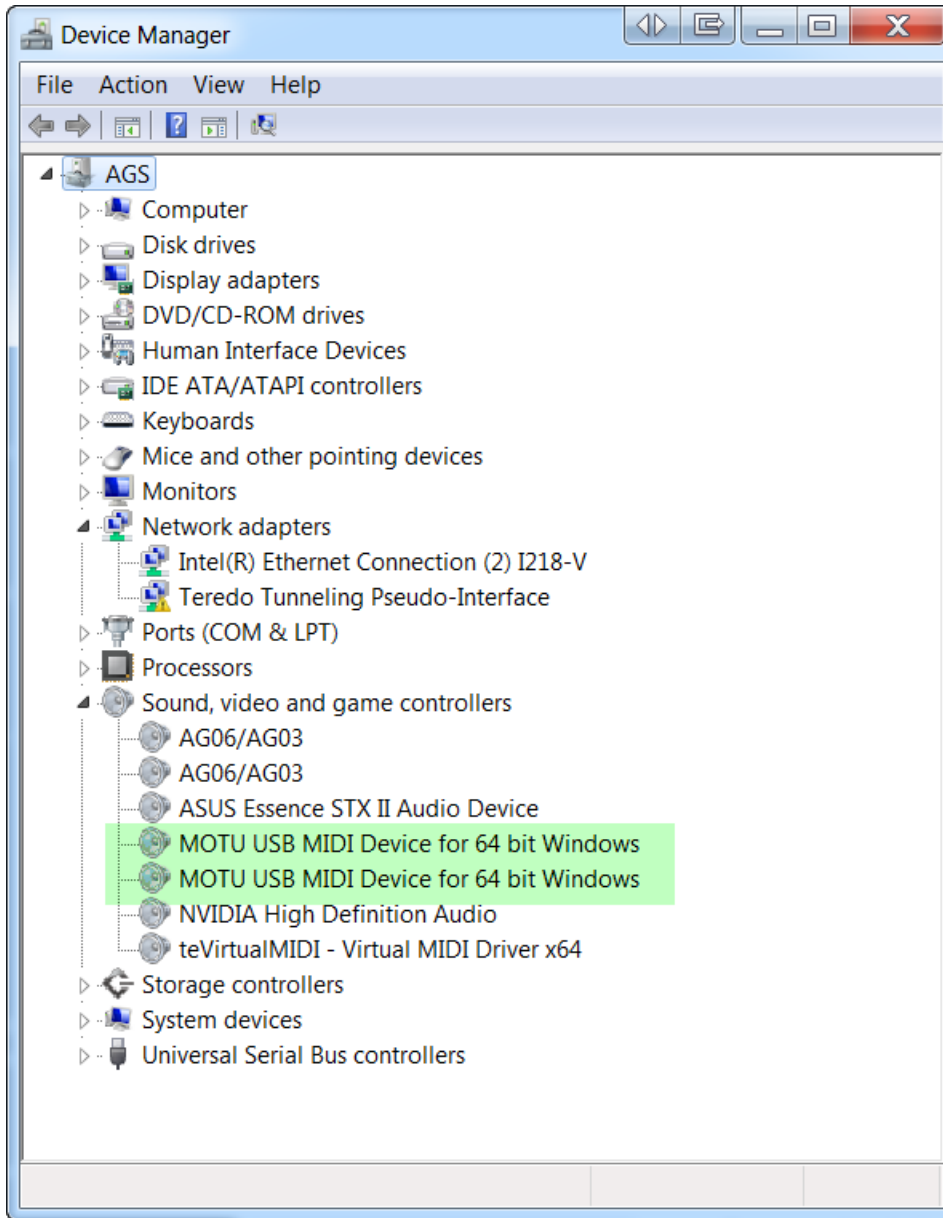 Device Manager
File Action View Help
AGS
Computer
Disk drives
Display adapters
DVD/CD-ROM drives
Human Interface Devices
IDE ATA/ATAPI controllers
Keyboards
Mice and other pointing devices
Monitors
Network adapters
Intel(R) Ethernet Connection (2) I218-V
Teredo Tunneling Pseudo-Interface
Ports (COM & LPT)
Processors
Sound, video and game controllers
AG06/AG03
AG06/AG03
ASUS Essence STX II Audio Device
MOTU USB MIDI Device for 64 bit Windows
MOTU USB MIDI Device for 64 bit Windows
NVIDIA High Definition Audio
teVirtualMIDI - Virtual MIDI Driver x64
Storage controllers
System devices
Universal Serial Bus controllers